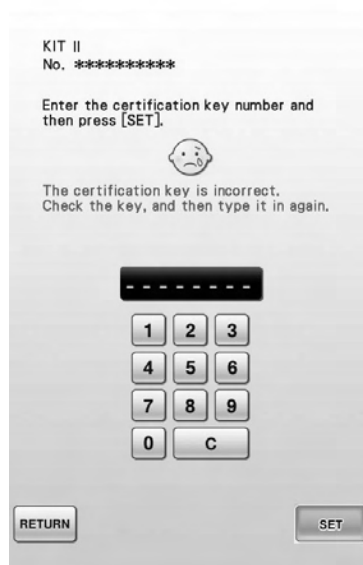 KIT II
No. **********
Enter the certification key number and
then press [SET].
The certification key is incorrect.
Check the key, and then type it in again.
- - - - - - - -
1 2 3
4 5 6
7 8 9
0 C
RETURN SET